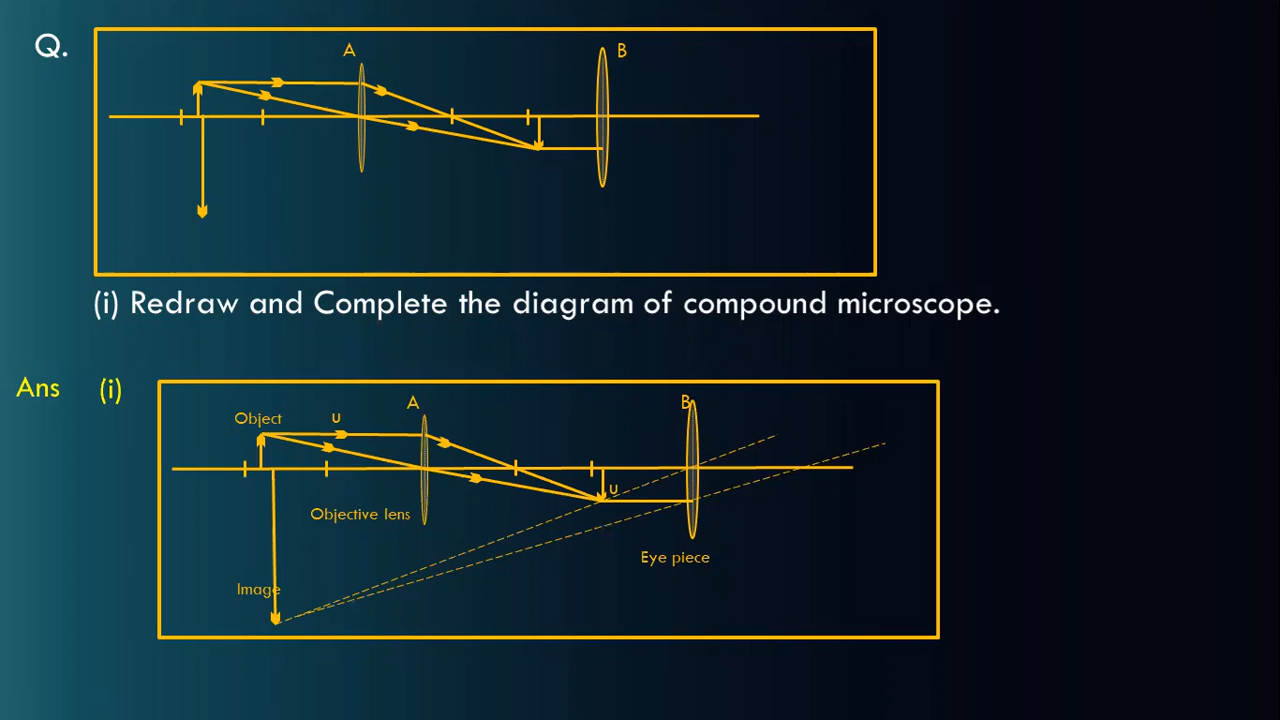 Q.
A
B
(i) Redraw and Complete the diagram of compound microscope.
Ans (i)
A
B
Object
u
u
Objective lens
Eye piece
Image